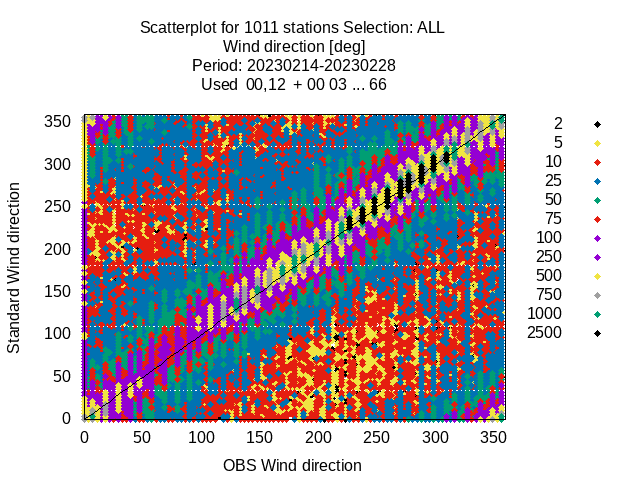 Scatterplot for 1011 stations Selection: ALL
Wind direction [deg]
Period: 20230214-20230228
Used  00,12  + 00 03 ... 66
Standard Wind direction
350
300
250
200
150
100
50
0
0 50 100 150 200 250 300 350
OBS Wind direction
2
5
10
25
50
75
100
250
500
750
1000
2500